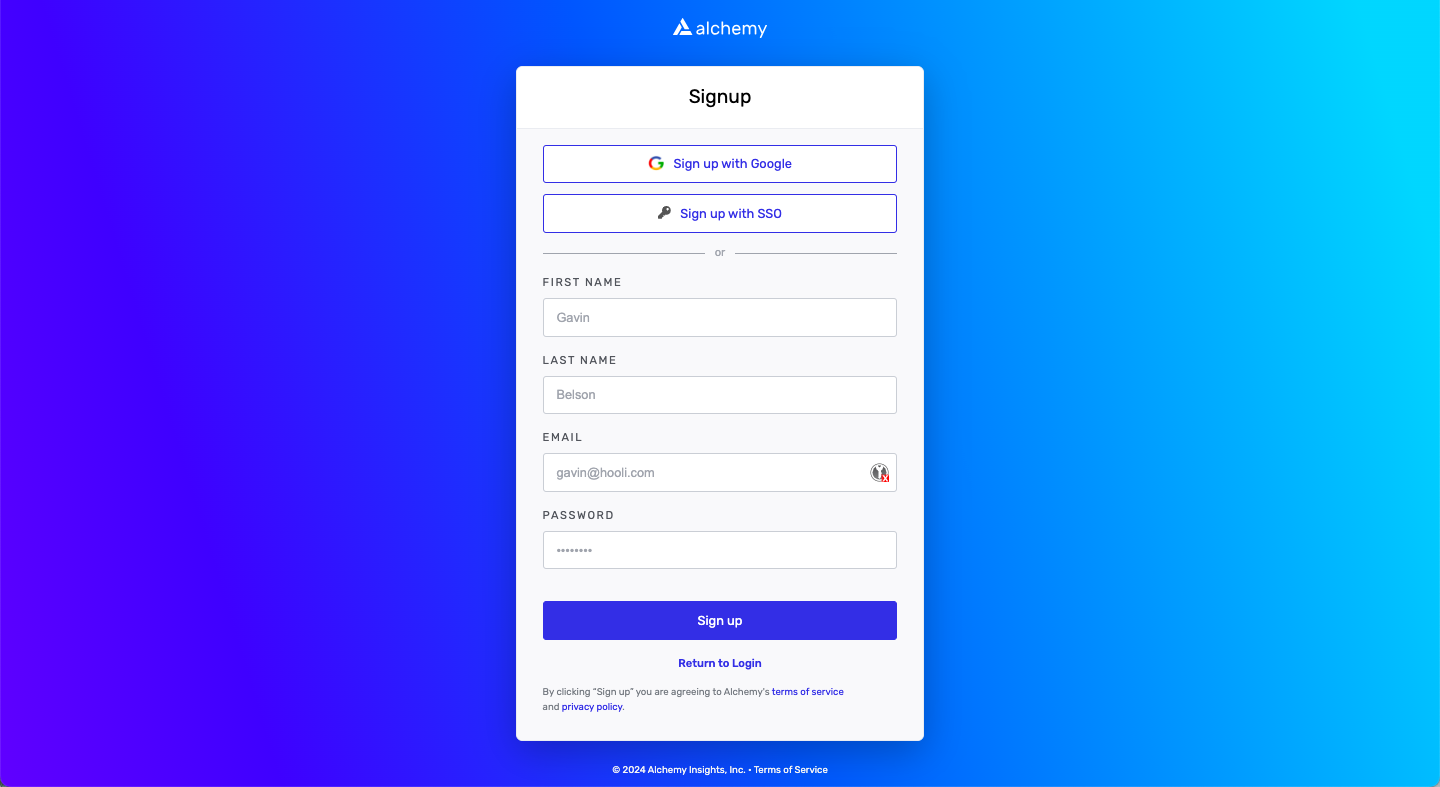 alchemy
Signup
Sign up with Google
Sign up with SSO
or
FIRST NAME
Gavin
LAST NAME
Belson
EMAIL
gavin@hooli.com
PASSWORD
••••••••
Sign up
Return to Login
By clicking “Sign up” you are agreeing to Alchemy's terms of service
and privacy policy.
© 2024 Alchemy Insights, Inc. • Terms of Service